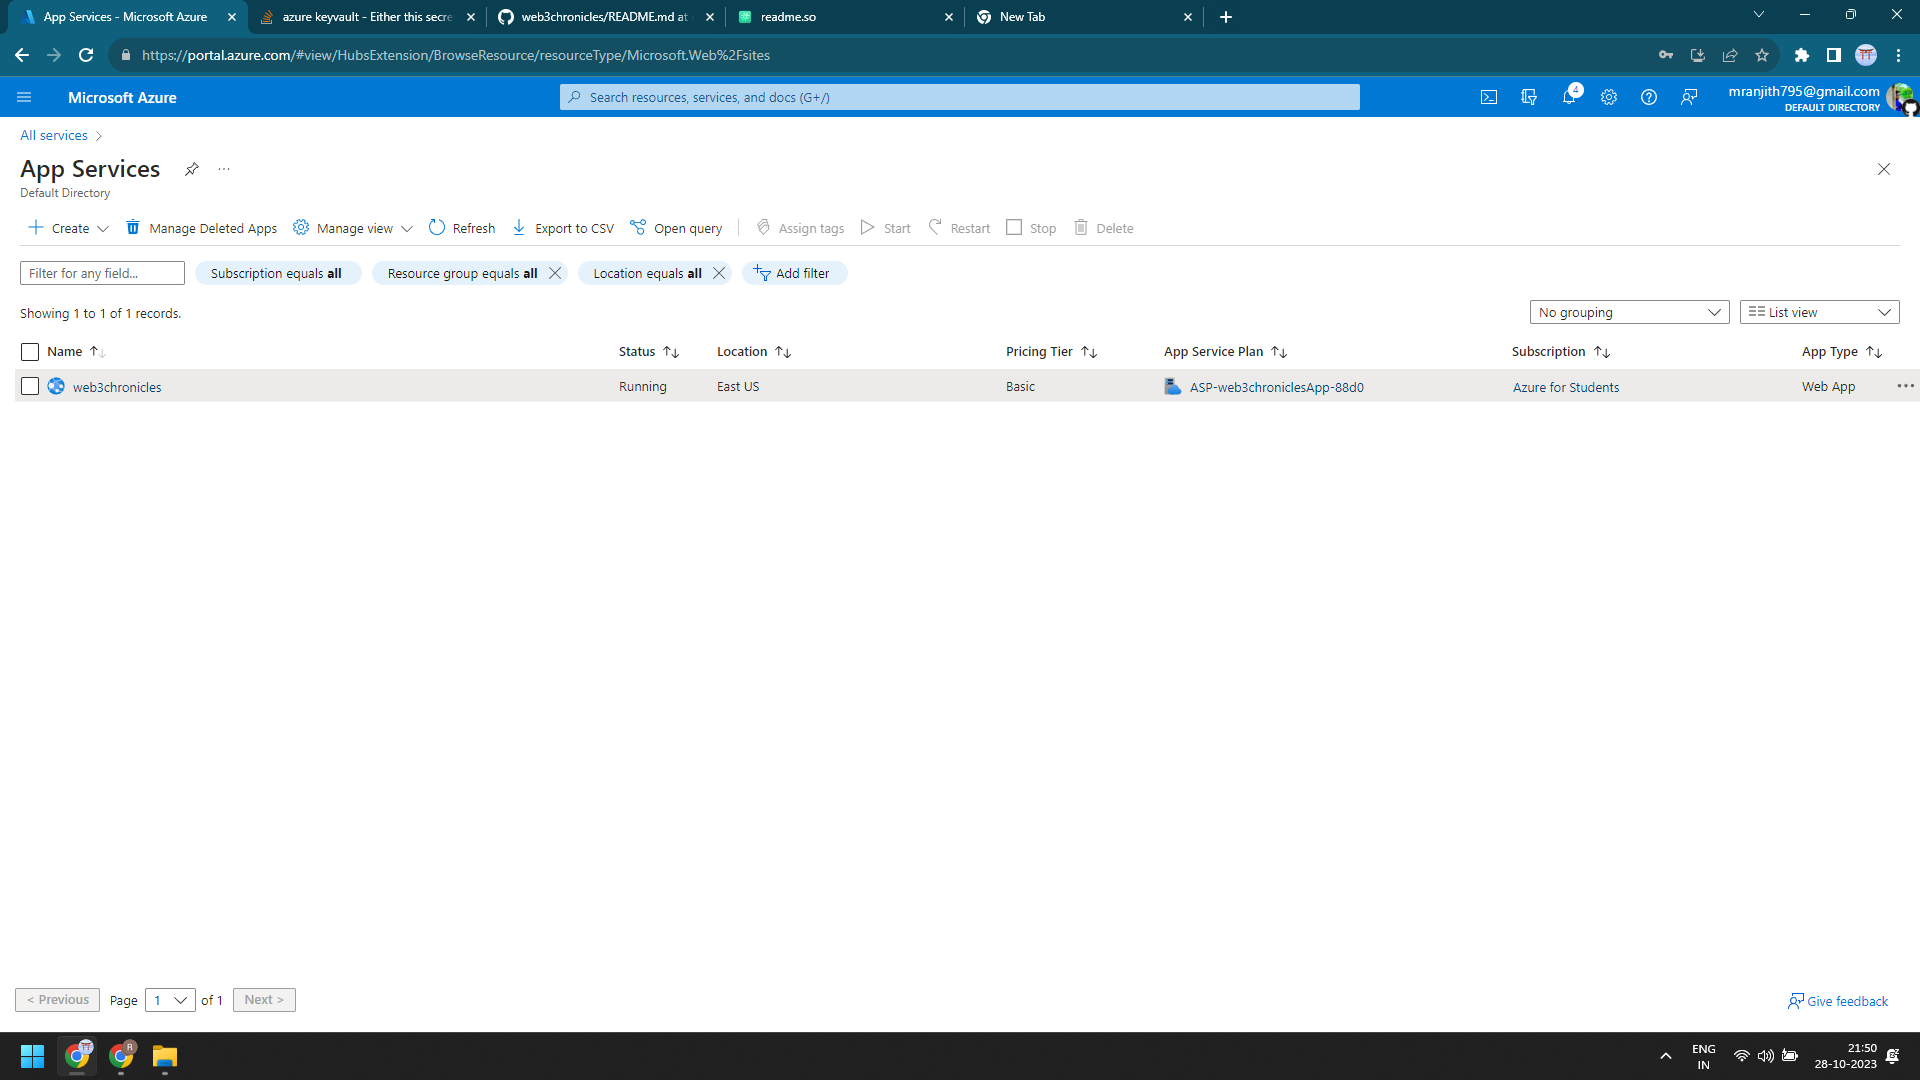 App Services - Microsoft Azure
azure keyvault - Either this secre
web3chronicles/README.md at
readme.so
New Tab
https://portal.azure.com/#view/HubsExtension/BrowseResource/resourceType/Microsoft.Web%2Fsites
Microsoft Azure
Search resources, services, and docs (G+/)
4
mranjith795@gmail.com
DEFAULT DIRECTORY
All services
App Services
Default Directory
Create Manage Deleted Apps Manage view Refresh Export to CSV Open query Assign tags Start Restart Stop Delete
Filter for any field... Subscription equals all Resource group equals all Location equals all Add filter
Showing 1 to 1 of 1 records.
No grouping List view
Name Status Location Pricing Tier App Service Plan Subscription App Type
web3chronicles Running East US Basic ASP-web3chroniclesApp-88d0 Azure for Students Web App
< Previous Page 1 of 1 Next >
Give feedback
R
ENG
IN
21:50
28-10-2023